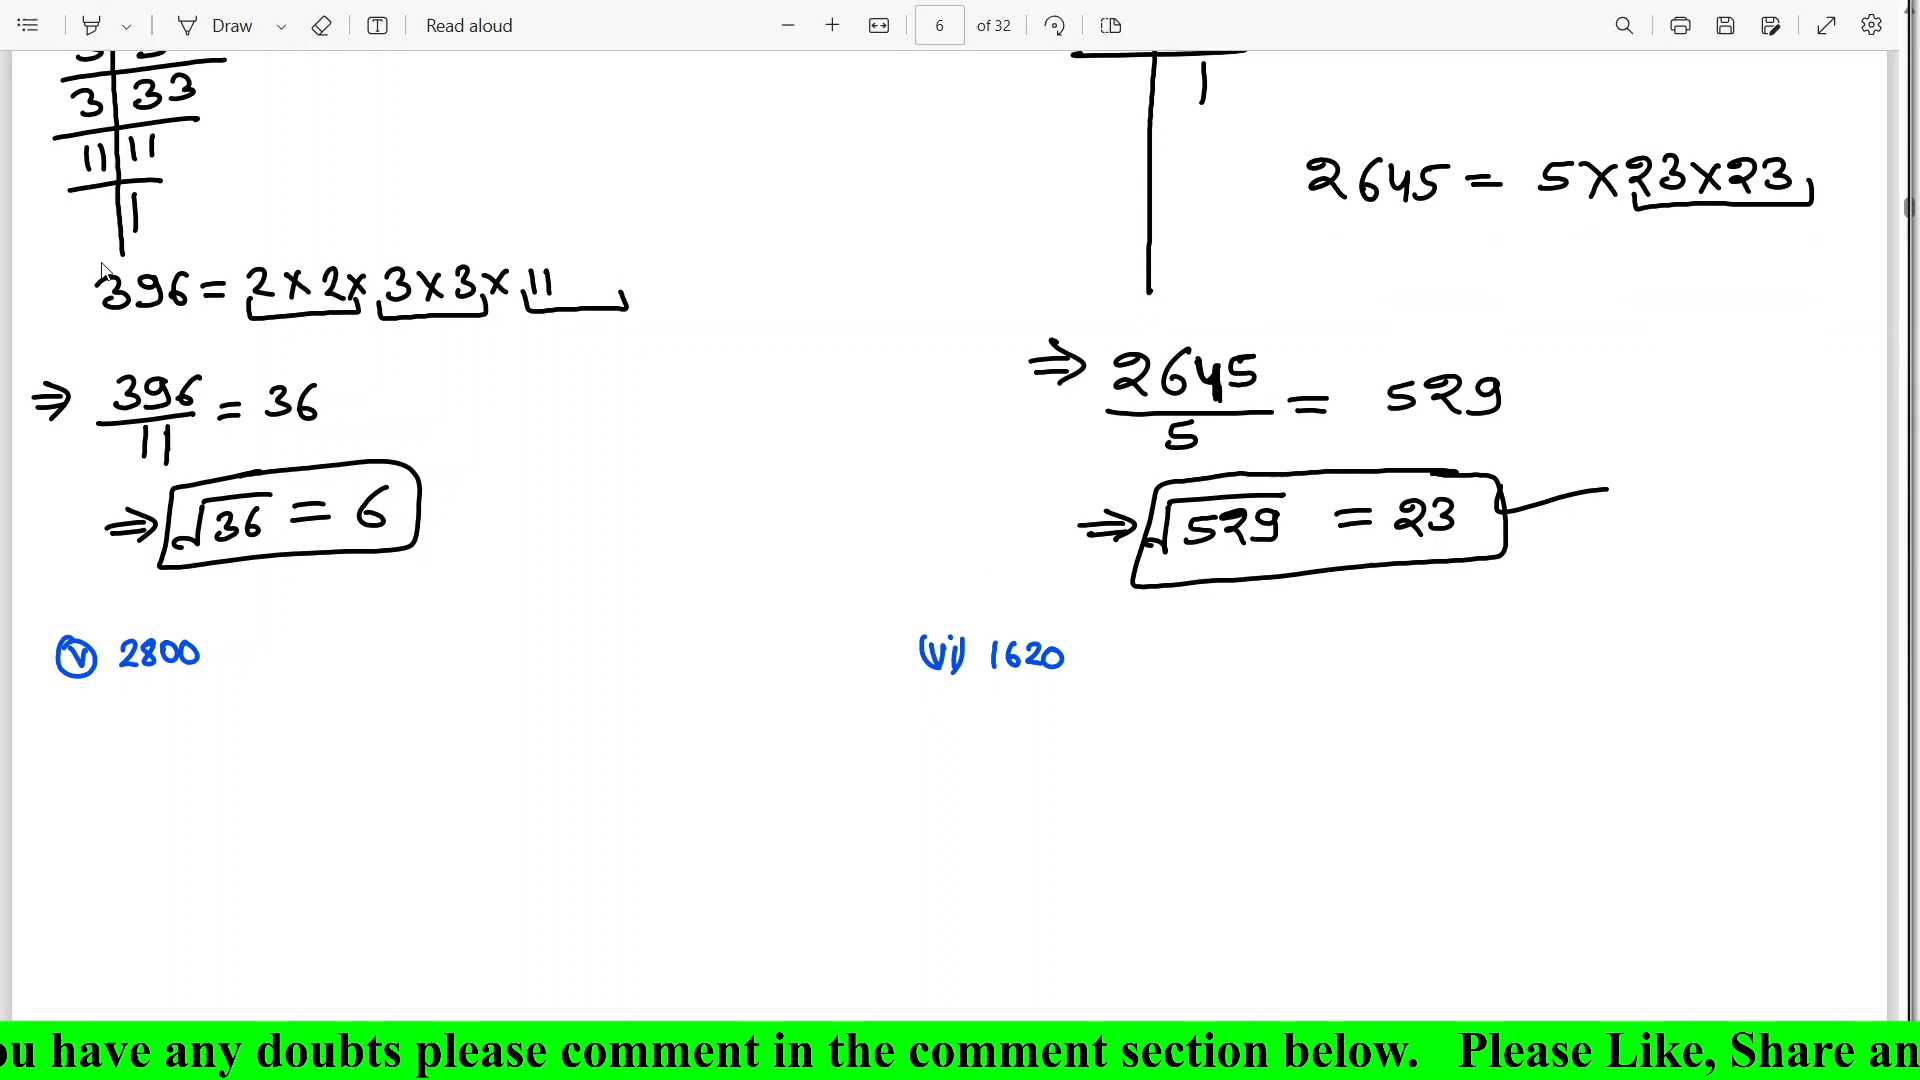 Draw
Read aloud
6 of 32
3 33
11 11
1
396 = 2 × 2 × 3 × 3 × 11
⇒ 396/11 = 36
⇒ √36 = 6
1
2645 = 5 × 23 × 23
⇒ 2645/5 = 529
⇒ √529 = 23
(v) 2800
(vi) 1620
ou have any doubts please comment in the comment section below. Please Like, Share an